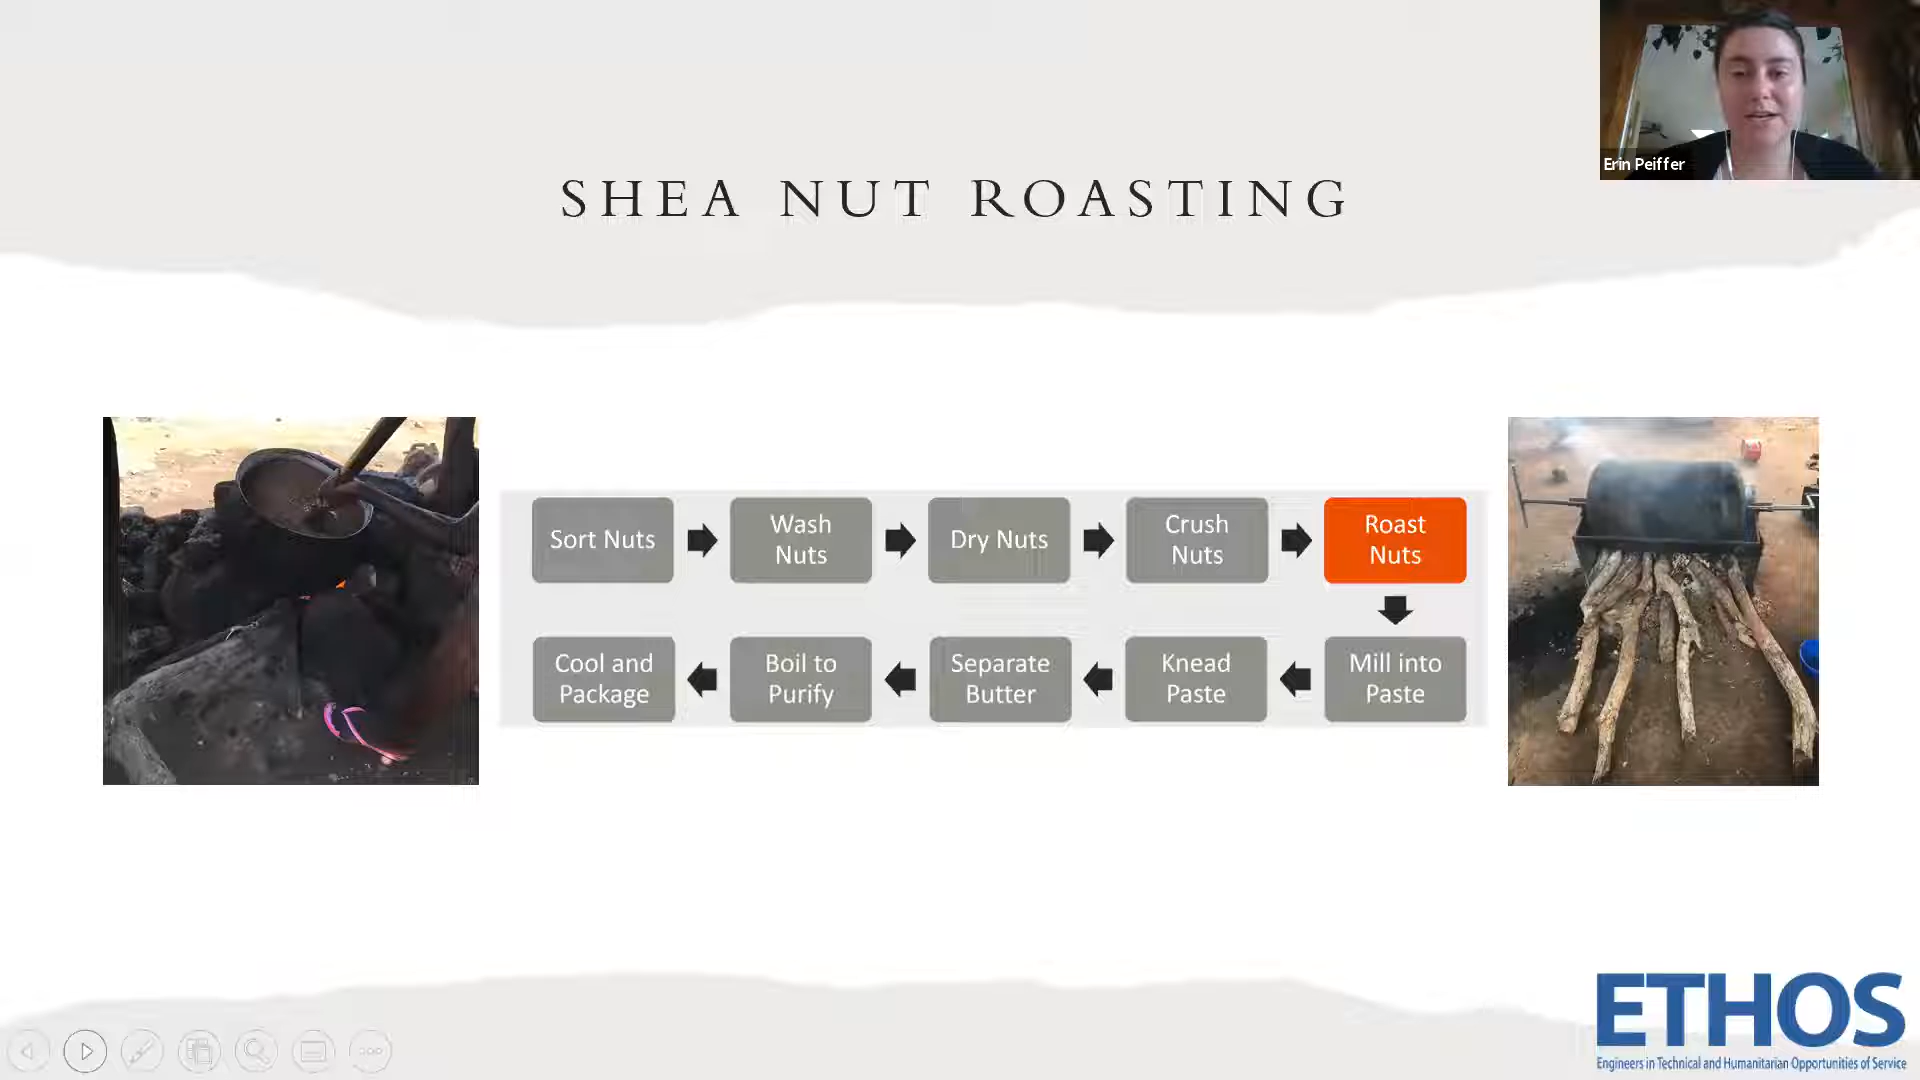 Erin Peiffer
SHEA NUT ROASTING
Sort Nuts
Wash
Nuts
Dry Nuts
Crush
Nuts
Roast
Nuts
Cool and
Package
Boil to
Purify
Separate
Butter
Knead
Paste
Mill into
Paste
ETHOS
Engineers in Technical and Humanitarian Opportunities of Service